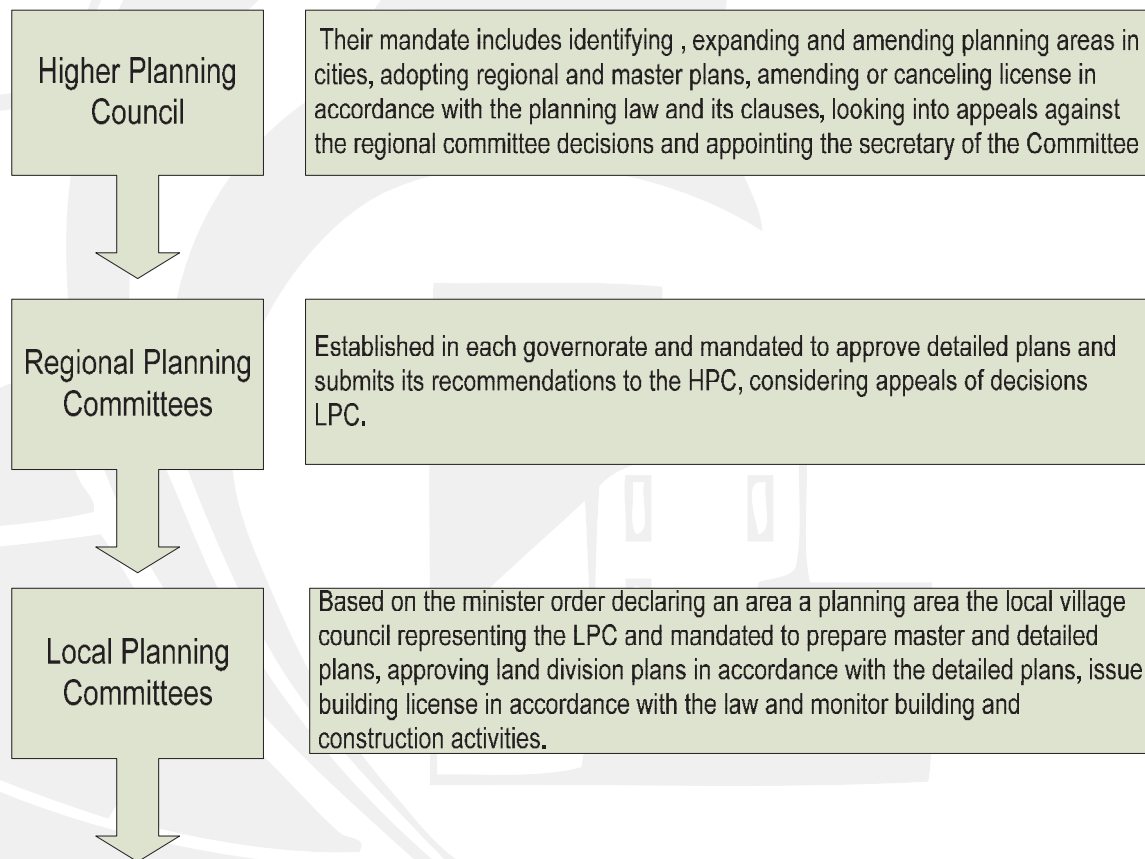 Higher Planning
Council
Their mandate includes identifying , expanding and amending planning areas in
cities, adopting regional and master plans, amending or canceling license in
accordance with the planning law and its clauses, looking into appeals against
the regional committee decisions and appointing the secretary of the Committee
Regional Planning
Committees
Established in each governorate and mandated to approve detailed plans and
submits its recommendations to the HPC, considering appeals of decisions
LPC.
Local Planning
Committees
Based on the minister order declaring an area a planning area the local village
council representing the LPC and mandated to prepare master and detailed
plans, approving land division plans in accordance with the detailed plans, issue
building license in accordance with the law and monitor building and
construction activities.